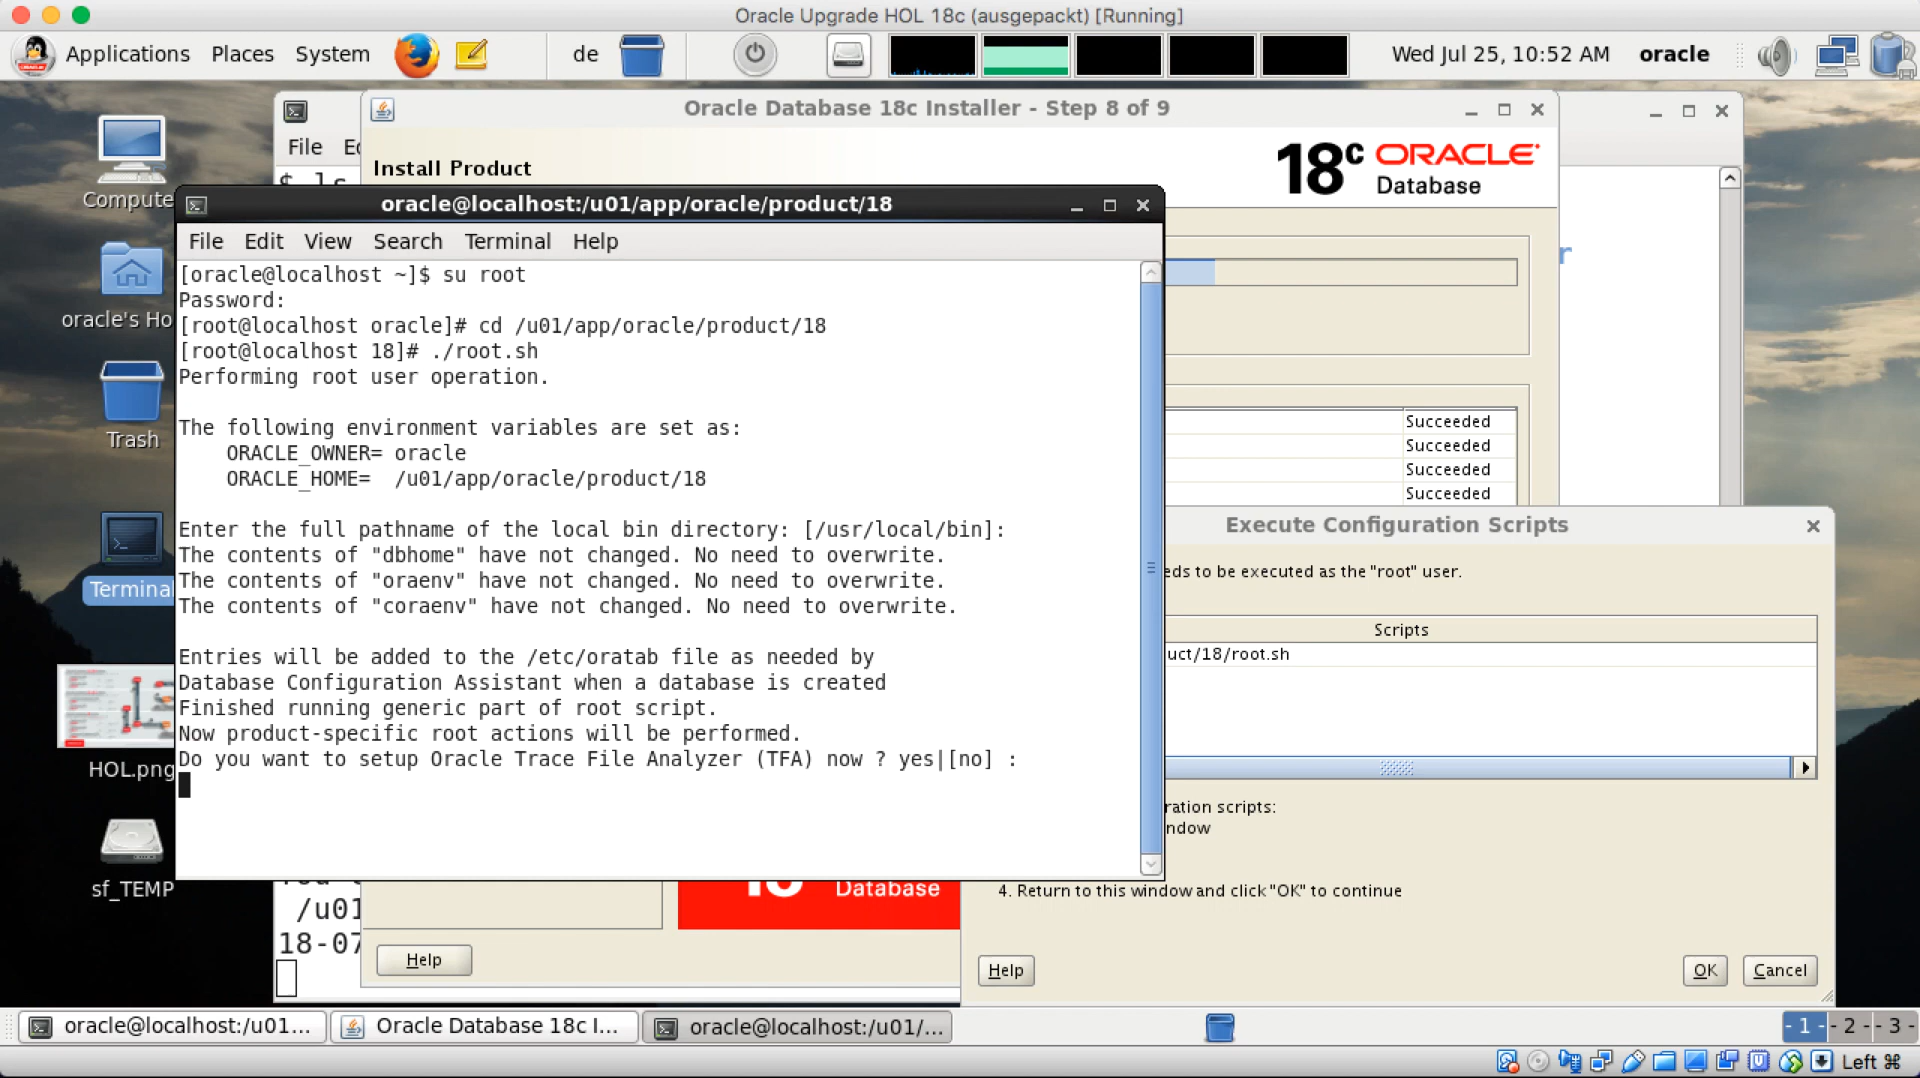 Oracle Upgrade HOL 18c (ausgepackt) [Running]
Applications Places System de Wed Jul 25, 10:52 AM oracle
Oracle Database 18c Installer - Step 8 of 9
File
Install Product
18c ORACLE
Database
$ ls
Compute
oracle@localhost:/u01/app/oracle/product/18
File Edit View Search Terminal Help
[oracle@localhost ~]$ su root
Password:
[root@localhost oracle]# cd /u01/app/oracle/product/18
[root@localhost 18]# ./root.sh
Performing root user operation.
The following environment variables are set as:
ORACLE_OWNER= oracle
ORACLE_HOME=  /u01/app/oracle/product/18
Enter the full pathname of the local bin directory: [/usr/local/bin]:
The contents of "dbhome" have not changed. No need to overwrite.
The contents of "oraenv" have not changed. No need to overwrite.
The contents of "coraenv" have not changed. No need to overwrite.
Entries will be added to the /etc/oratab file as needed by
Database Configuration Assistant when a database is created
Finished running generic part of root script.
Now product-specific root actions will be performed.
Do you want to setup Oracle Trace File Analyzer (TFA) now ? yes|[no] :
oracle's Ho
Trash
Terminal
HOL.png
sf_TEMP
r
Succeeded
Succeeded
Succeeded
Succeeded
Execute Configuration Scripts
eds to be executed as the "root" user.
Scripts
uct/18/root.sh
ration scripts:
ndow
4. Return to this window and click "OK" to continue
Help OK Cancel
/u01
18-07
Database
Help
oracle@localhost:/u01... Oracle Database 18c I... oracle@localhost:/u01/... - 1 - - 2 - - 3 -
Left ⌘